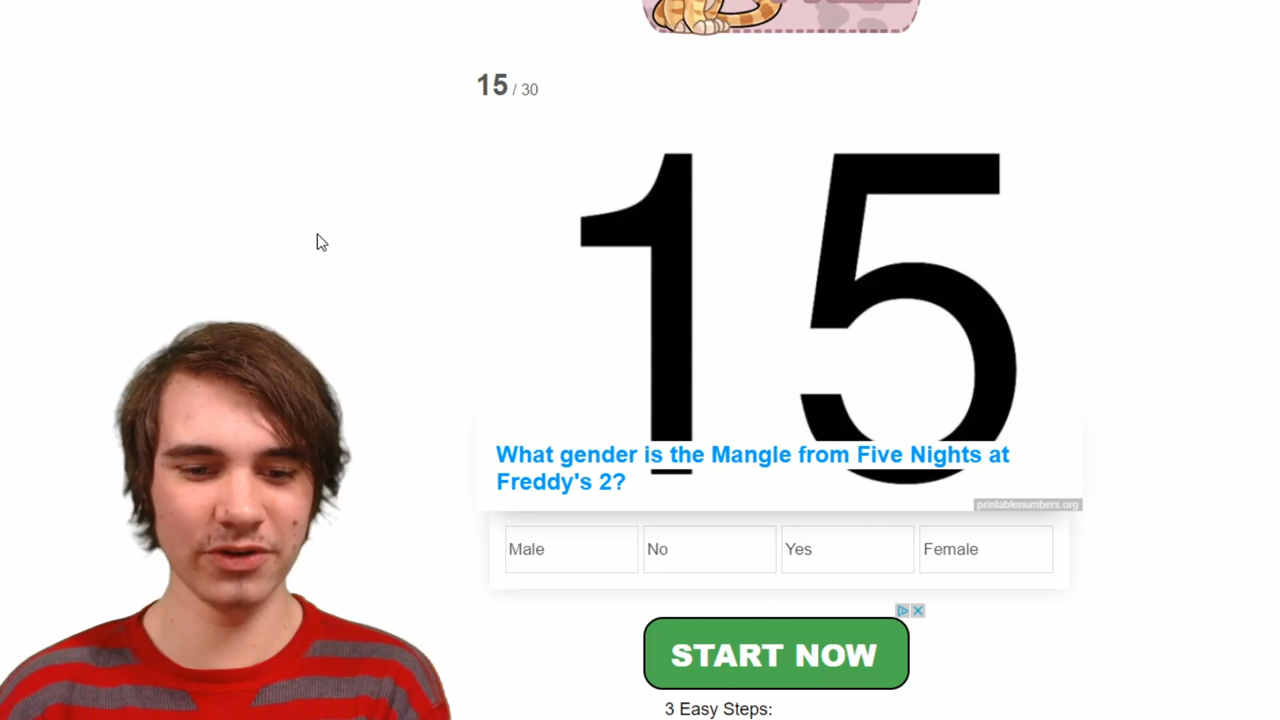 15 / 30
15
What gender is the Mangle from Five Nights at
Freddy's 2?
printablenumbers.org
Male
No
Yes
Female
START NOW
3 Easy Steps: